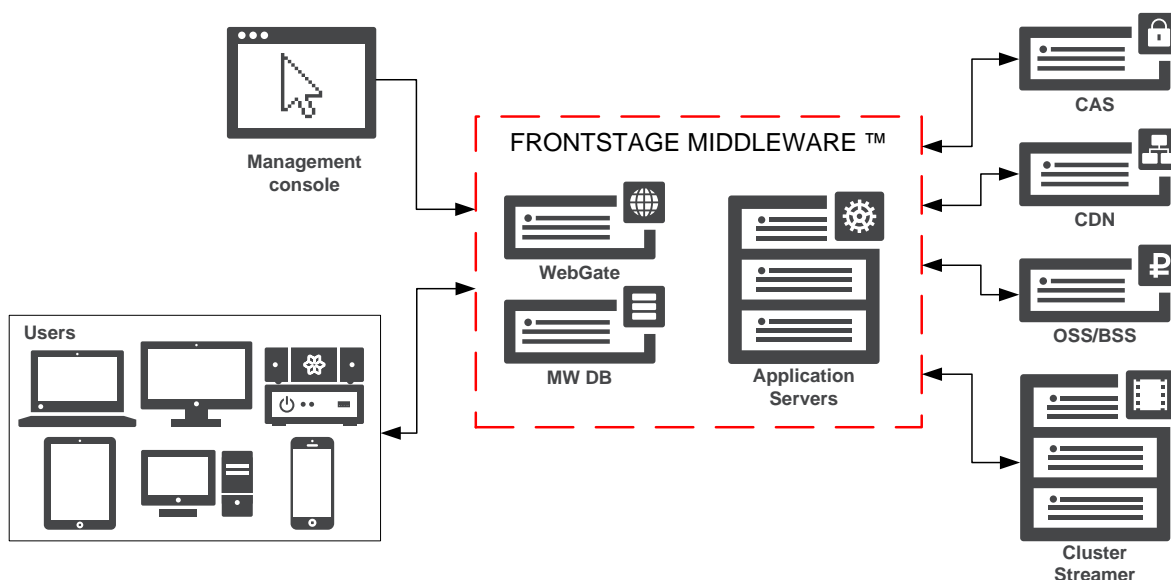 Management
console
FRONTSTAGE MIDDLEWARE ™
WebGate
MW DB
Application
Servers
Users
CAS
CDN
OSS/BSS
Cluster
Streamer